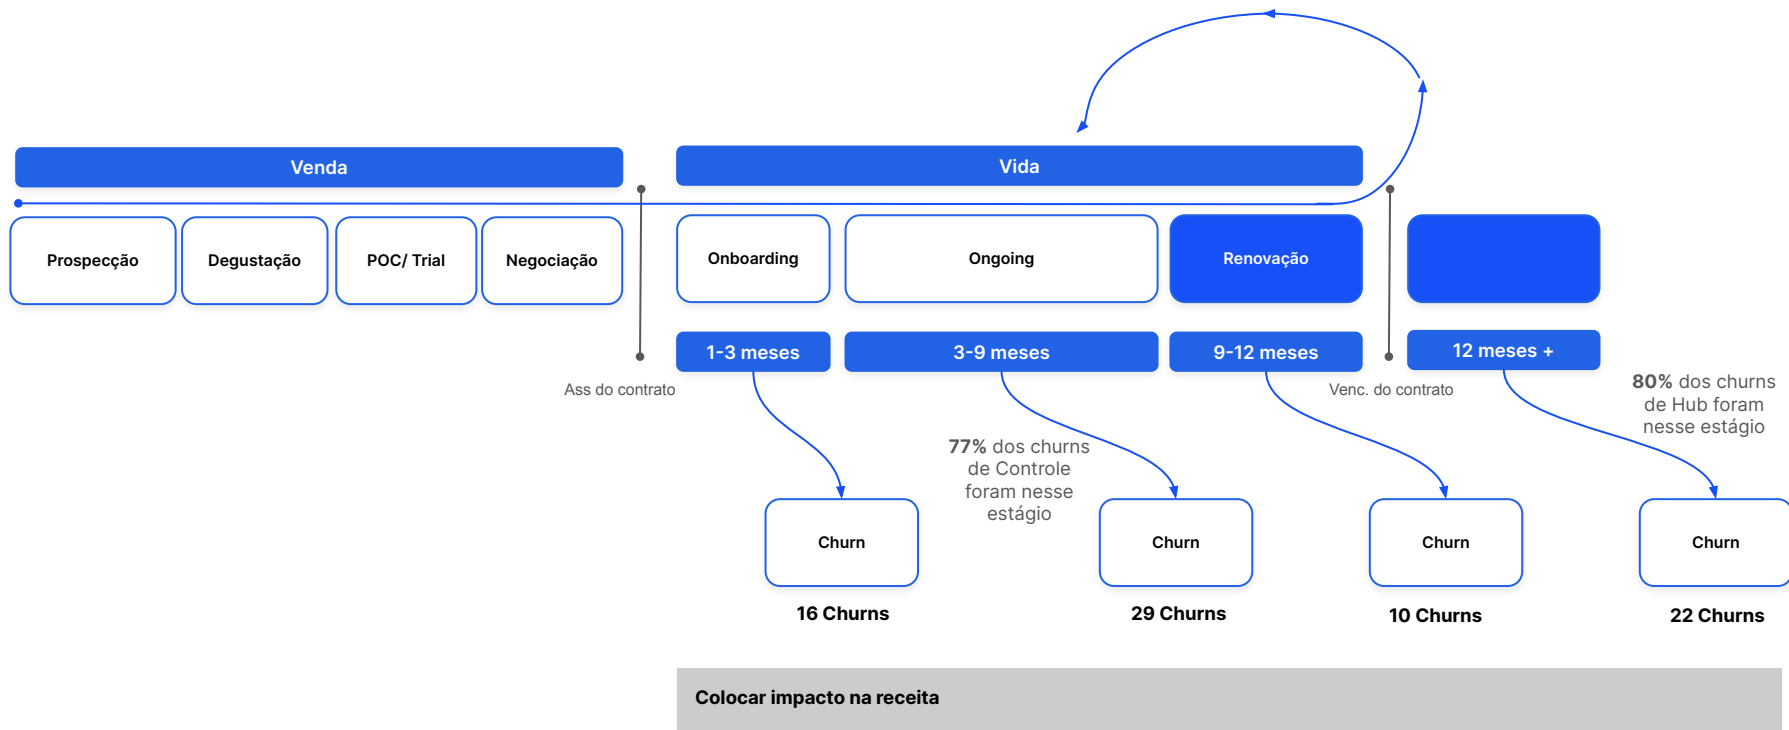 Venda
Vida
Prospecção
Degustação
POC/ Trial
Negociação
Onboarding
Ongoing
Renovação
1-3 meses
3-9 meses
9-12 meses
12 meses +
Ass do contrato
Venc. do contrato
80% dos churns
de Hub foram
nesse estágio
77% dos churns
de Controle
foram nesse
estágio
Churn
Churn
Churn
Churn
16 Churns
29 Churns
10 Churns
22 Churns
Colocar impacto na receita